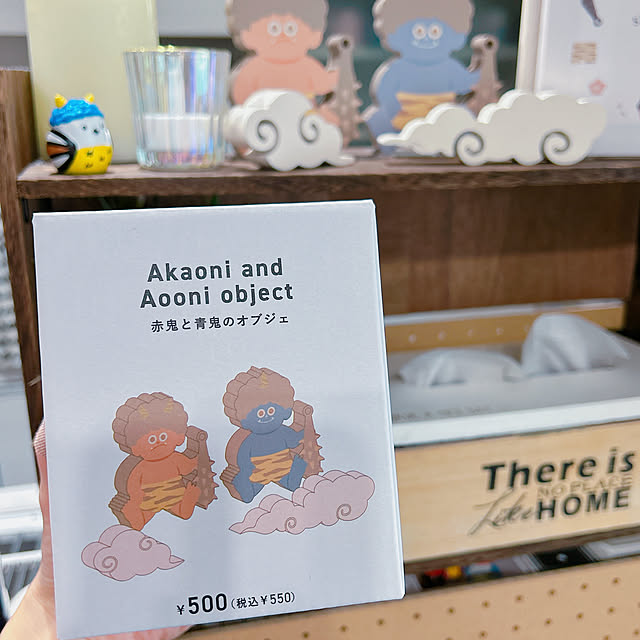 Akaoni and
Aooni object
赤鬼と青鬼のオブジェ
¥500(税込¥550)
There is
NO PLACE
Like HOME